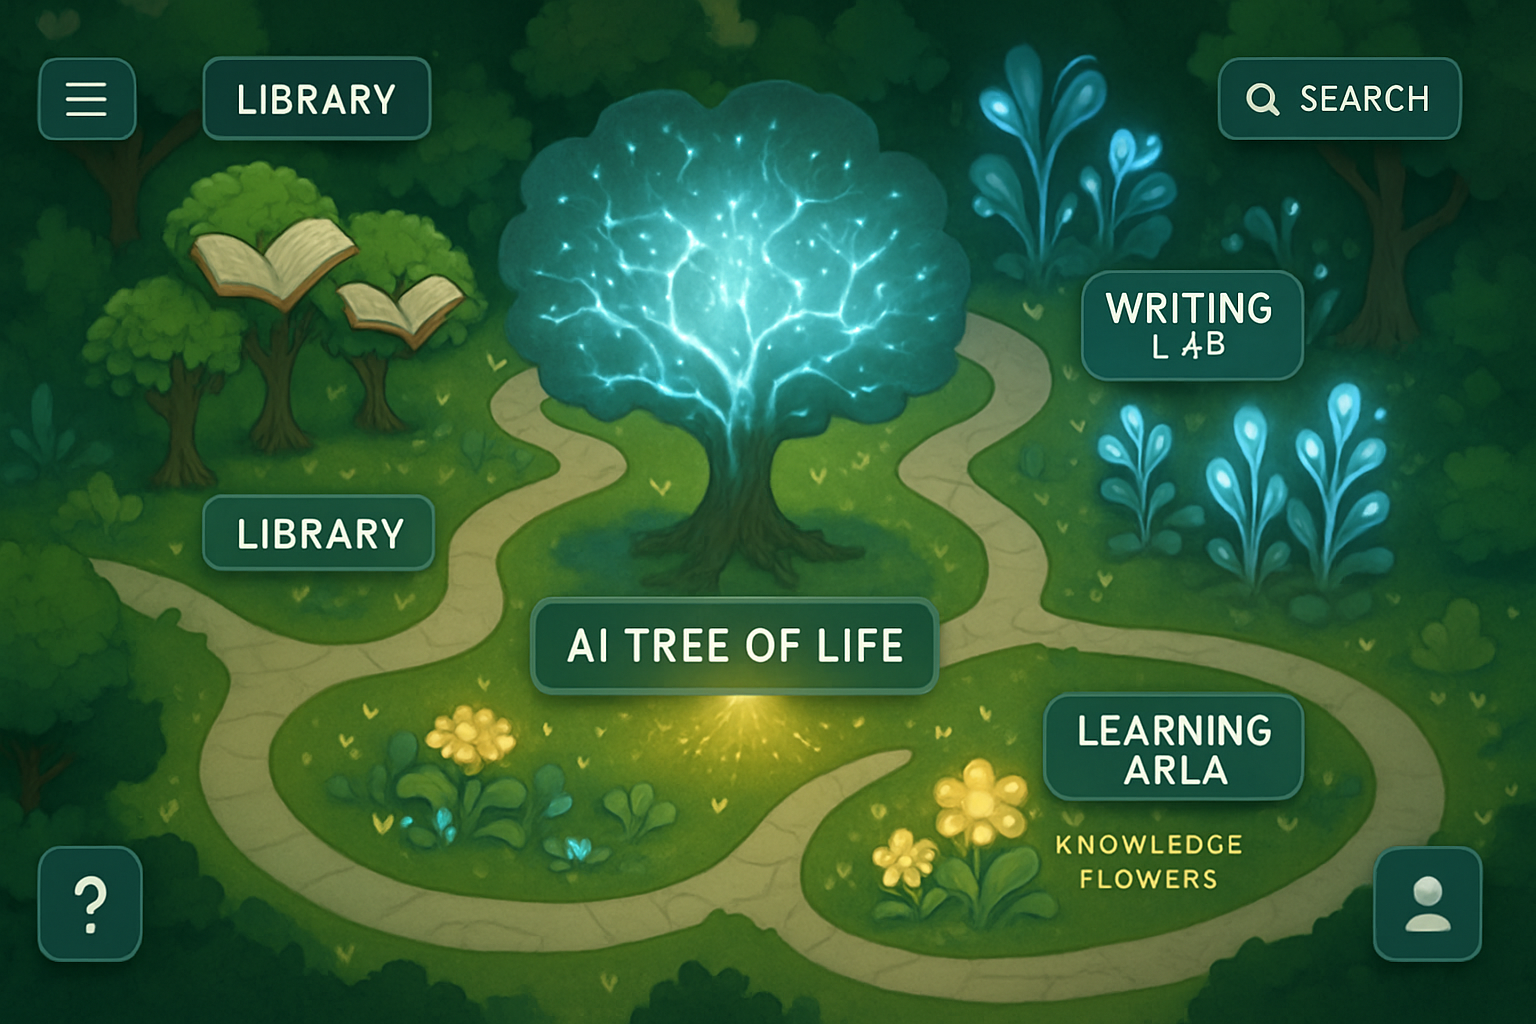 LIBRARY
SEARCH
WRITING
LAB
LIBRARY
AI TREE OF LIFE
LEARNING
ARLA
KNOWLEDGE
FLOWERS
?